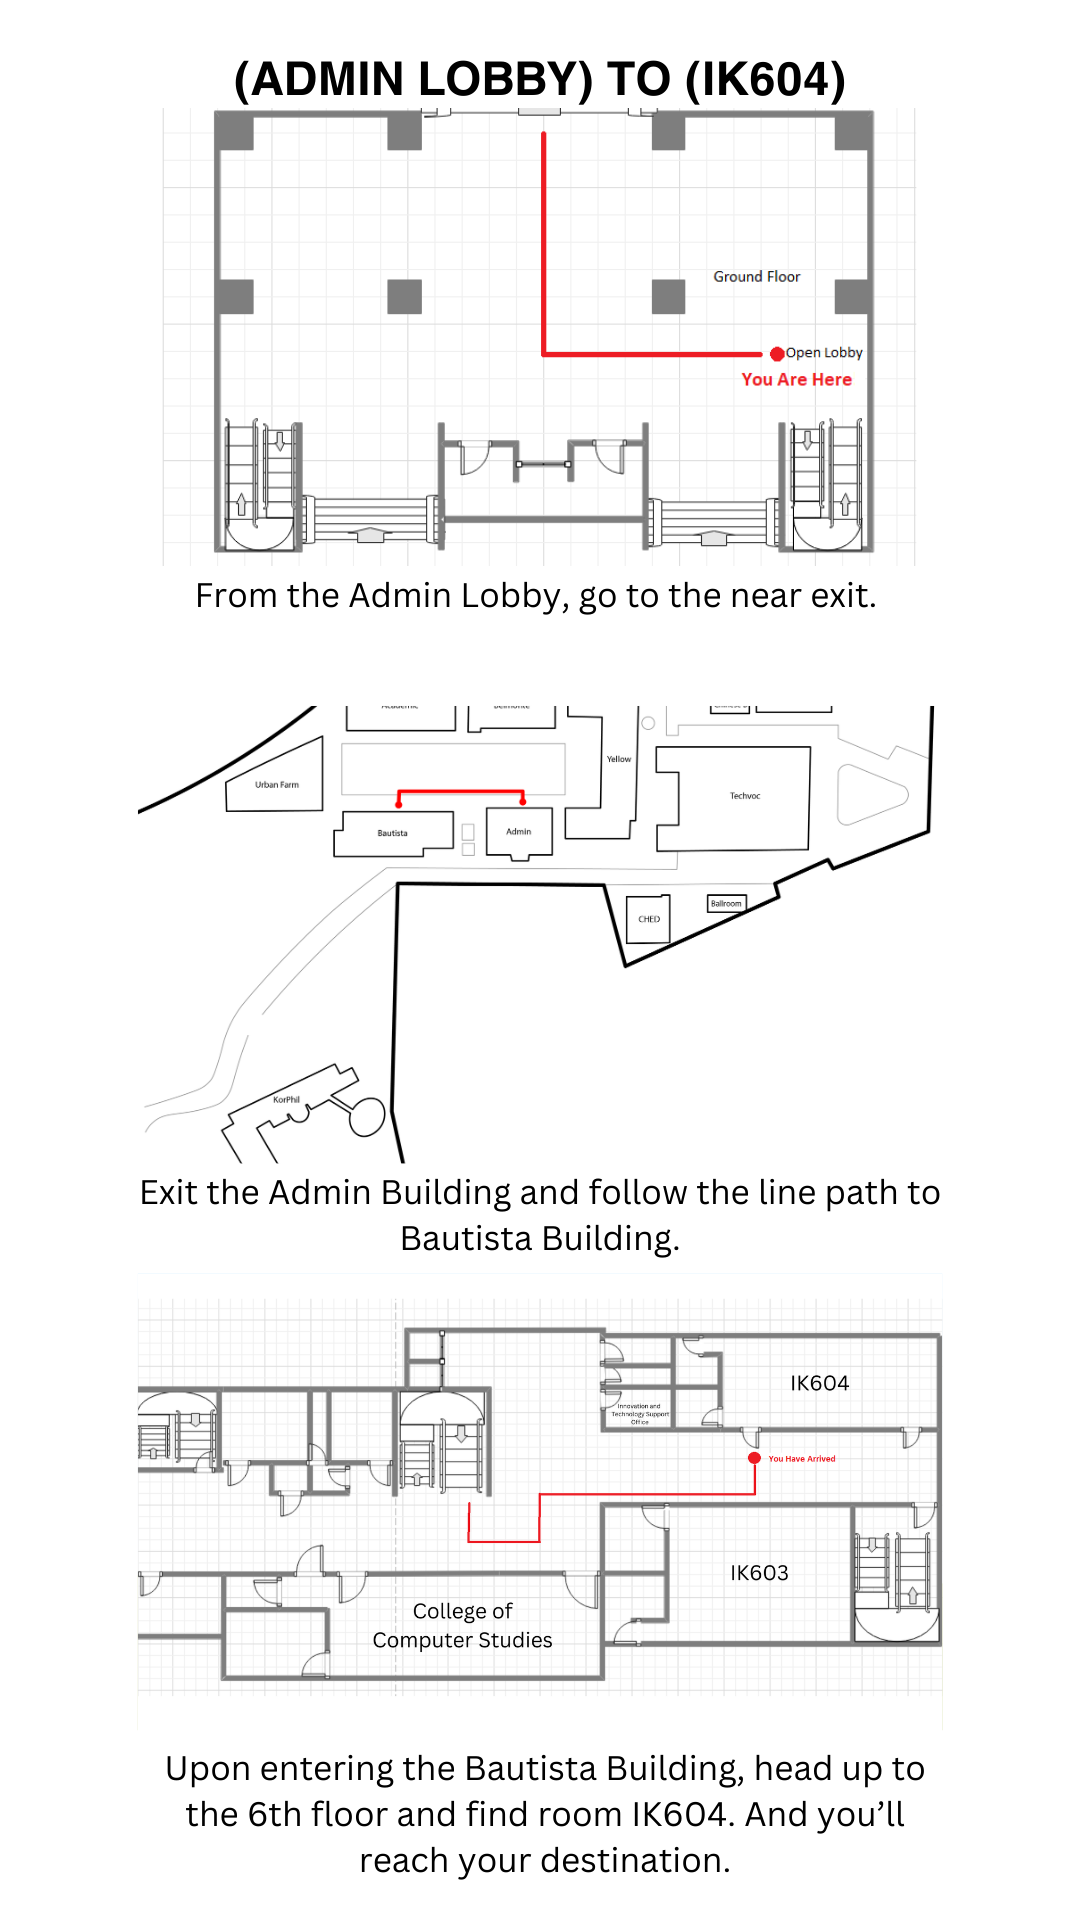 (ADMIN LOBBY) TO (IK604)
Ground Floor
Open Lobby
You Are Here
From the Admin Lobby, go to the near exit.
Yellow
Urban Farm
Techvoc
Bautista
Admin
CHED
Ballroom
KorPhil
Exit the Admin Building and follow the line path to
Bautista Building.
IK604
Innovation and
Technology Support
Office
You Have Arrived
IK603
College of
Computer Studies
Upon entering the Bautista Building, head up to
the 6th floor and find room IK604. And you’ll
reach your destination.